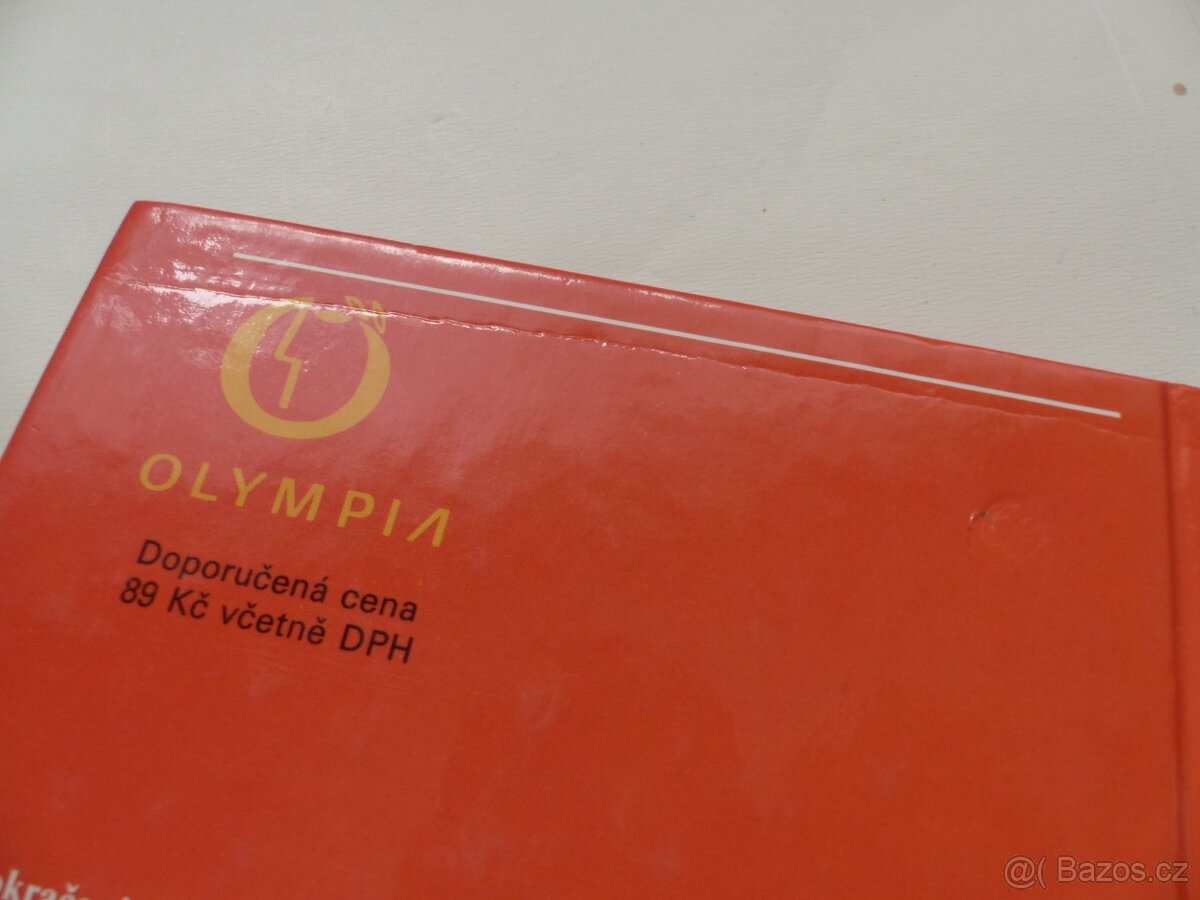 OLYMPIA
Doporučená cena
89 Kč včetně DPH
@( Bazos.cz